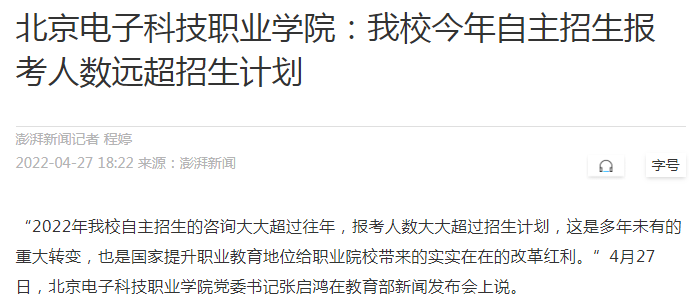 北京电子科技职业学院：我校今年自主招生报
考人数远超招生计划
澎湃新闻记者 程婷
2022-04-27 18:22 来源：澎湃新闻
字号
“2022年我校自主招生的咨询大大超过往年，报考人数大大超过招生计划，这是多年未有的
重大转变，也是国家提升职业教育地位给职业院校带来的实实在在的改革红利。”4月27
日，北京电子科技职业学院党委书记张启鸿在教育部新闻发布会上说。